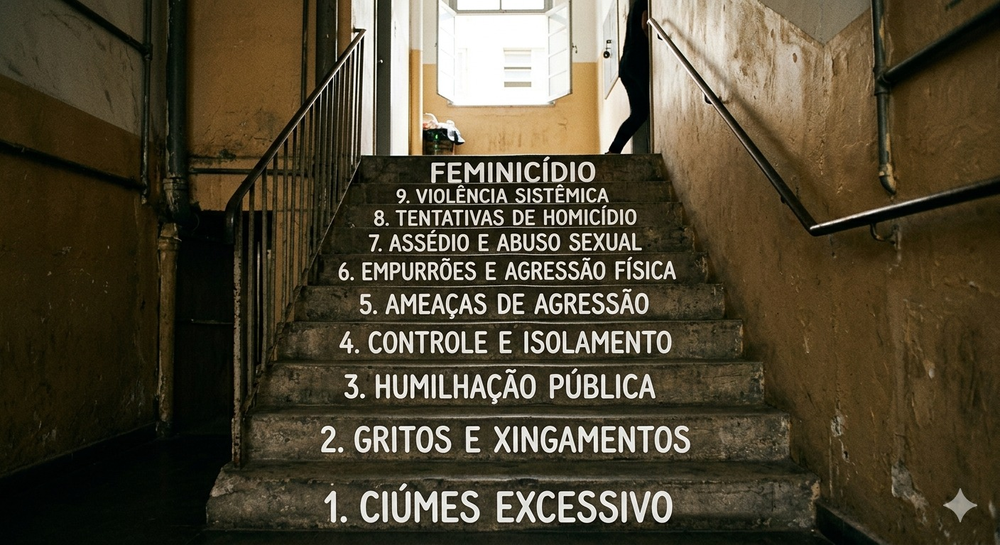 FEMINICÍDIO
9. VIOLÊNCIA SISTÊMICA
8. TENTATIVAS DE HOMICÍDIO
7. ASSÉDIO E ABUSO SEXUAL
6. EMPURRÕES E AGRESSÃO FÍSICA
5. AMEAÇAS DE AGRESSÃO
4. CONTROLE E ISOLAMENTO
3. HUMILHAÇÃO PÚBLICA
2. GRITOS E XINGAMENTOS
1. CIÚMES EXCESSIVO